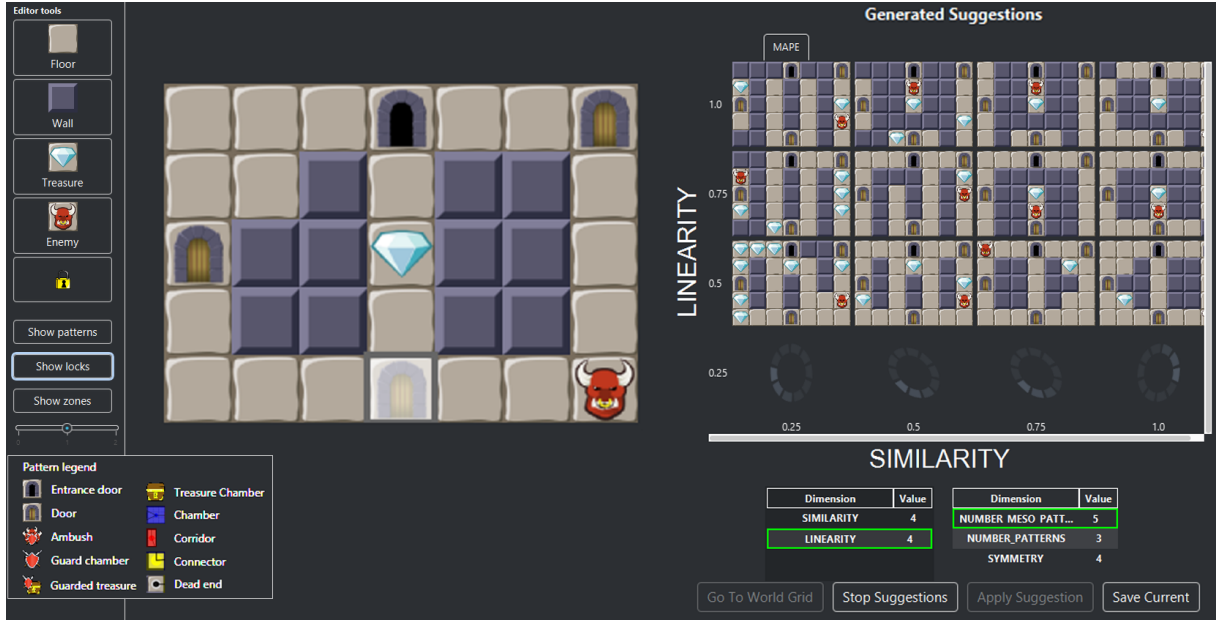 Editor tools
Floor
Wall
Treasure
Enemy
Show patterns
Show locks
Show zones
0 1 2
Pattern legend
Entrance door
Door
Ambush
Guard chamber
Guarded treasure
Treasure Chamber
Chamber
Corridor
Connector
Dead end
Generated Suggestions
MAPE
LINEARITY
1.0
0.75
0.5
0.25
0.25 0.5 0.75 1.0
SIMILARITY
Dimension Value
SIMILARITY 4
LINEARITY 4
Dimension Value
NUMBER MESO PATT... 5
NUMBER_PATTERNS 3
SYMMETRY 4
Go To World Grid
Stop Suggestions
Apply Suggestion
Save Current